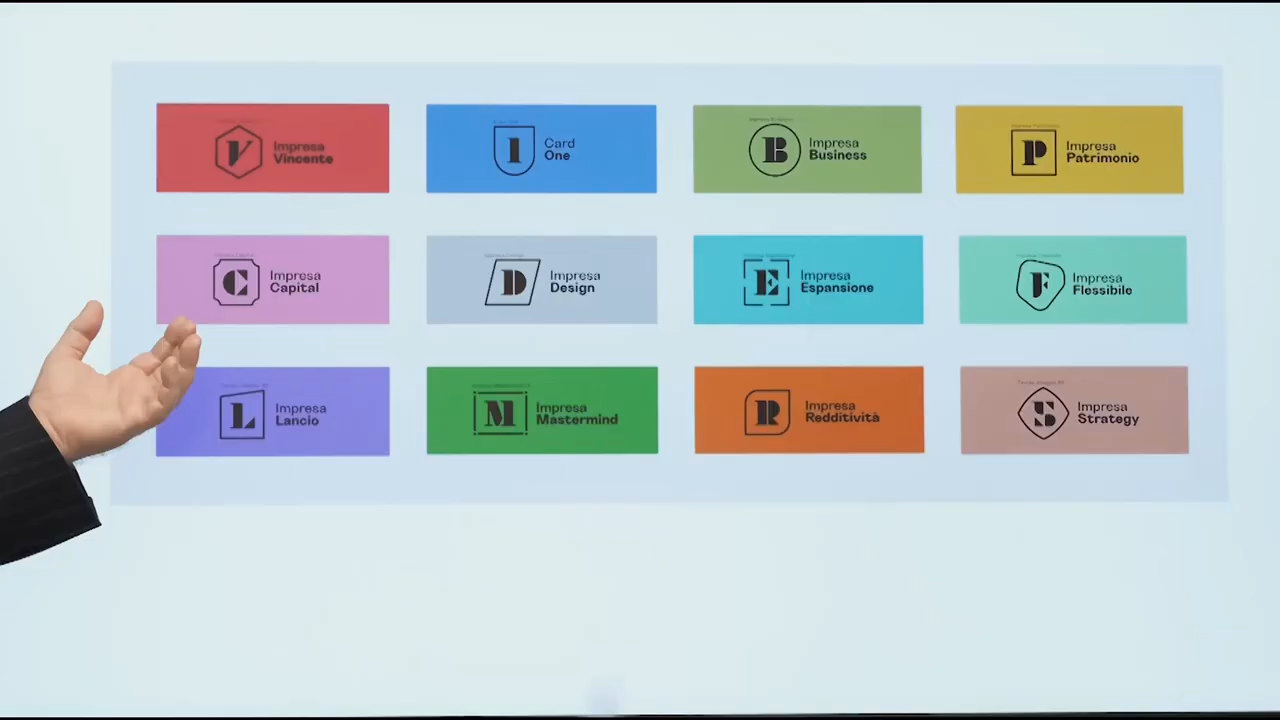 V
Impresa
Vincente
1
Card
One
B
Impresa
Business
P
Impresa
Patrimonio
C
Impresa
Capital
D
Impresa
Design
E
Impresa
Espansione
F
Impresa
Flessibile
L
Impresa
Lancio
M
Impresa
Mastermind
R
Impresa
Redditività
S
Impresa
Strategy